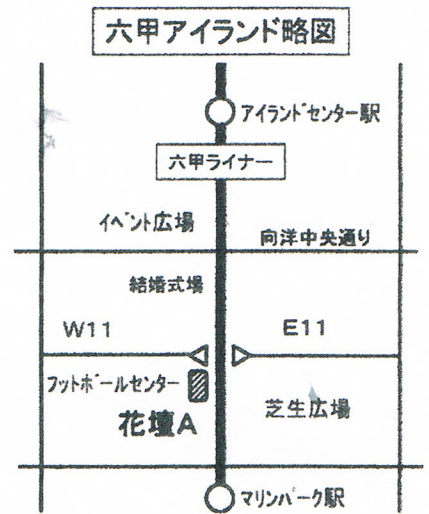 六甲アイランド略図
アイランドセンター駅
六甲ライナー
イベント広場
向洋中央通り
結婚式場
W11
E11
フットボールセンター
花壇A
芝生広場
マリンパーク駅